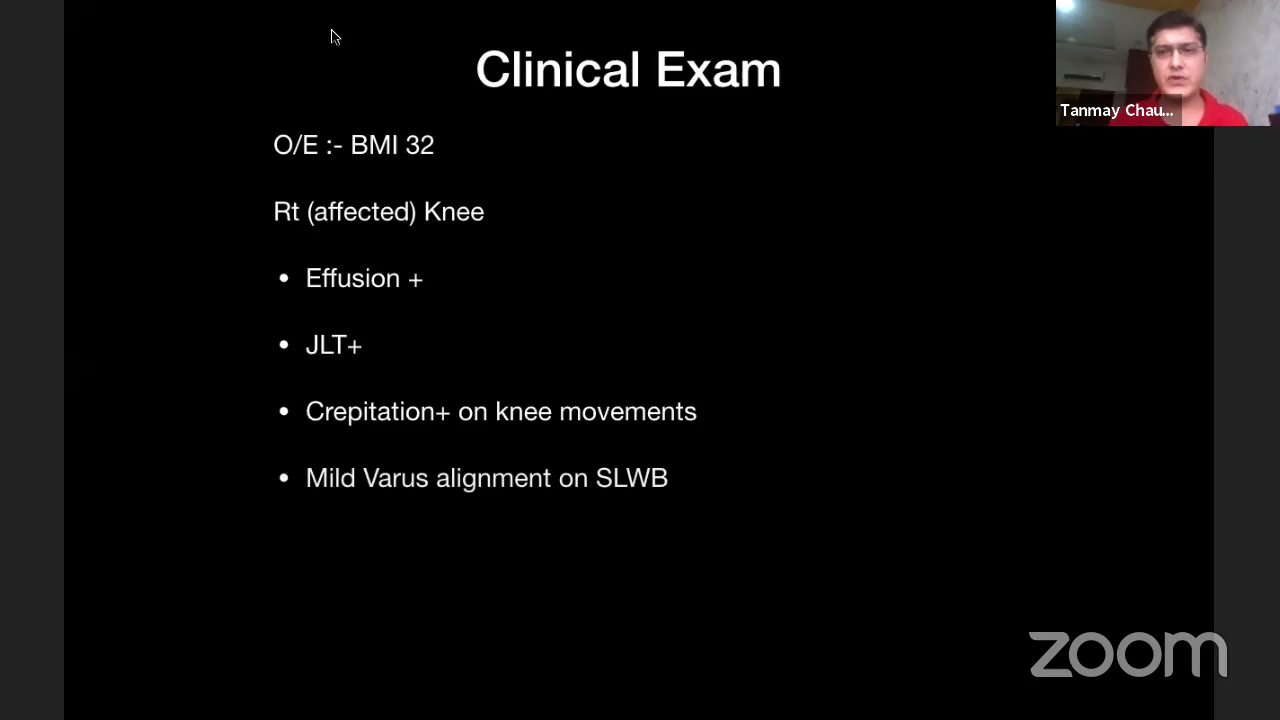 Clinical Exam
Tanmay Chau...
O/E :- BMI 32
Rt (affected) Knee
• Effusion +
• JLT+
• Crepitation+ on knee movements
• Mild Varus alignment on SLWB
zoom